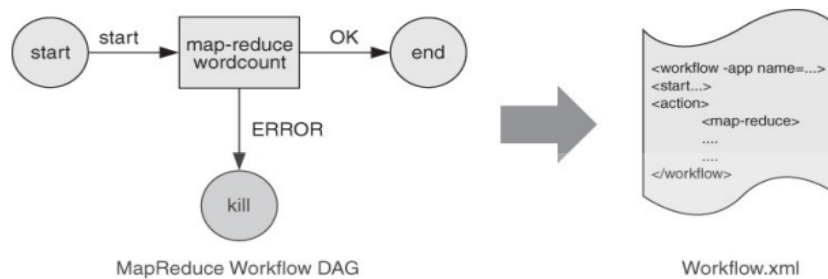 start
start
map-reduce
wordcount
OK
end
ERROR
kill
MapReduce Workflow DAG
<workflow -app name=...>
<start...>
<action>
<map-reduce>
....
....
</workflow>
Workflow.xml